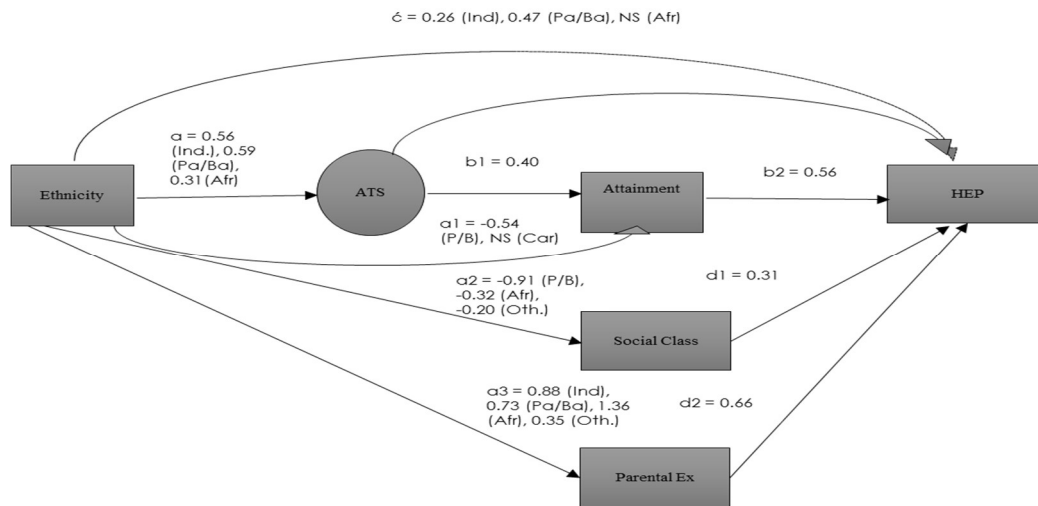 ć = 0.26 (Ind), 0.47 (Pa/Ba), NS (Afr)
a = 0.56
(Ind.), 0.59
(Pa/Ba),
0.31(Afr)
b1 = 0.40
b2 = 0.56
Ethnicity
ATS
Attainment
HEP
a1 = -0.54
(P/B), NS (Car)
a2 = -0.91 (P/B),
-0.32 (Afr),
-0.20 (Oth.)
d1 = 0.31
Social Class
a3 = 0.88 (Ind),
0.73 (Pa/Ba), 1.36
(Afr), 0.35 (Oth.)
d2 = 0.66
Parental Ex